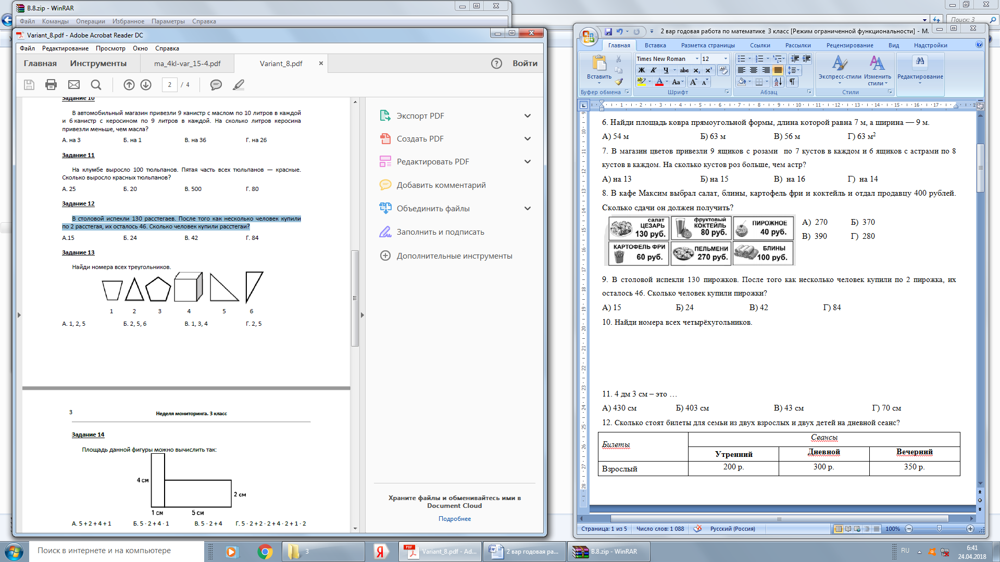 B.8.zip - WinRAR
Файл Команды Операции Избранное Параметры Справка
Поиск: 3
Variant_8.pdf - Adobe Acrobat Reader DC
Файл Редактирование Просмотр Окно Справка
Главная Инструменты ma_4kl-var_15-4.pdf Variant_8.pdf × ? Войти
2 / 4
Задание 10
В автомобильный магазин привезли 9 канистр с маслом по 10 литров в каждой
и 6 канистр с керосином по 9 литров в каждой. На сколько литров керосина
привезли меньше, чем масла?
А. на 3 Б. на 1 В. на 36 Г. на 26
Задание 11
На клумбе выросло 100 тюльпанов. Пятая часть всех тюльпанов — красные.
Сколько выросло красных тюльпанов?
А. 25 Б. 20 В. 500 Г. 80
Задание 12
В столовой испекли 130 расстегаев. После того как несколько человек купили
по 2 расстегая, их осталось 46. Сколько человек купили расстегаи?
А.15 Б. 24 В. 42 Г. 84
Задание 13
Найди номера всех треугольников.
1 2 3 4 5 6
А. 1, 2, 5 Б. 2, 5, 6 В. 1, 3, 4 Г. 2, 5
3 Неделя мониторинга. 3 класс
Задание 14
Площадь данной фигуры можно вычислить так:
4 см
2 см
1 см 5 см
А. 5 + 2 + 4 + 1 Б. 5 · 2 + 4 · 1 В. 5 · 2 + 4 Г. 5 · 2 + 2 · 2 + 4 · 2 + 1 · 2
Экспорт PDF
Создать PDF
Редактировать PDF
Добавить комментарий
Объединить файлы
Заполнить и подписать
Дополнительные инструменты
Храните файлы и обменивайтесь ими в
Document Cloud
Подробнее
2 вар годовая работа по математике 3 класс [Режим ограниченной функциональности] - M.
Главная Вставка Разметка страницы Ссылки Рассылки Рецензирование Вид Надстройки
Вставить
Буфер обмена
Times New Roman 12
Ж К Ч abc x₂ x²
Шрифт
Абзац
Экспресс-стили Изменить стили
Стили
Редактирование
1 2 3 4 5 6 7 8 9 10 11 12 13 14 15 16 17
6. Найди площадь ковра прямоугольной формы, длина которой равна 7 м, а ширина — 9 м.
А) 54 м Б) 63 м В) 56 м Г) 63 м²
7. В магазин цветов привезли 9 ящиков с розами по 7 кустов в каждом и 6 ящиков с астрами по 8
кустов в каждом. На сколько кустов роз больше, чем астр?
А) на 13 Б) на 15 В) на 16 Г) на 14
8. В кафе Максим выбрал салат, блины, картофель фри и коктейль и отдал продавцу 400 рублей.
Сколько сдачи он должен получить?
салат ЦЕЗАРЬ 130 руб. фруктовый КОКТЕЙЛЬ 80 руб. ПИРОЖНОЕ 40 руб.
КАРТОФЕЛЬ ФРИ 60 руб. ПЕЛЬМЕНИ 270 руб. БЛИНЫ 100 руб.
А) 270 Б) 370
В) 390 Г) 280
9. В столовой испекли 130 пирожков. После того как несколько человек купили по 2 пирожка, их
осталось 46. Сколько человек купили пирожки?
А) 15 Б) 24 В) 42 Г) 84
10. Найди номера всех четырёхугольников.
11. 4 дм 3 см – это …
А) 430 см Б) 403 см В) 43 см Г) 70 см
12. Сколько стоят билеты для семьи из двух взрослых и двух детей на дневной сеанс?
Билеты Сеансы
Утренний Дневной Вечерний
Взрослый 200 р. 300 р. 350 р.
Страница: 1 из 5 Число слов: 1 088 Русский (Россия) 100%
Поиск в интернете и на компьютере
3
Я
Variant_8.pdf - Ad...
2 вар годовая ра...
B.8.zip - WinRAR
RU
6:41
24.04.2018